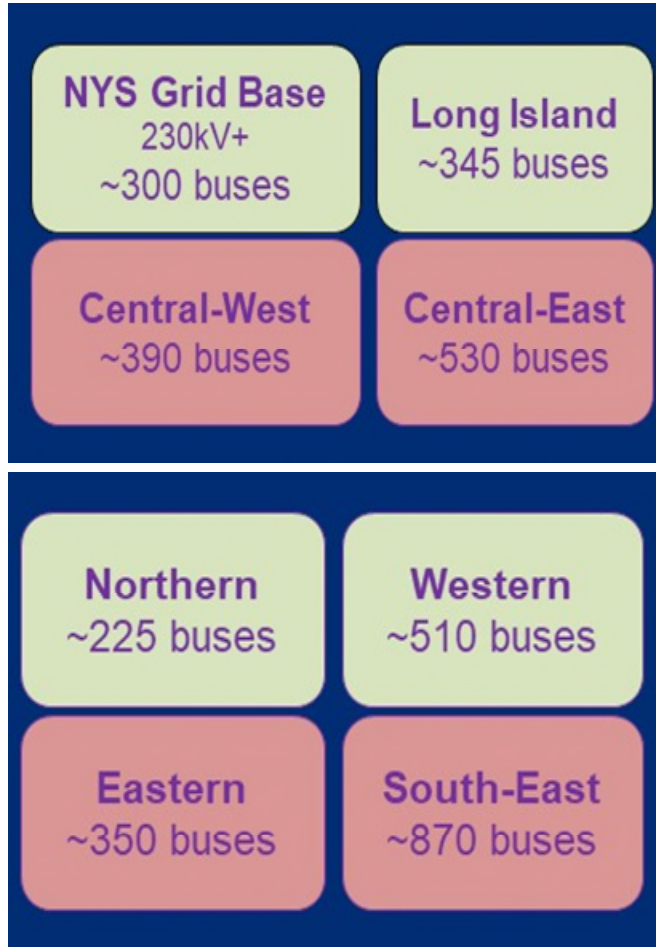 NYS Grid Base
230kV+
~300 buses
Long Island
~345 buses
Central-West
~390 buses
Central-East
~530 buses
Northern
~225 buses
Western
~510 buses
Eastern
~350 buses
South-East
~870 buses